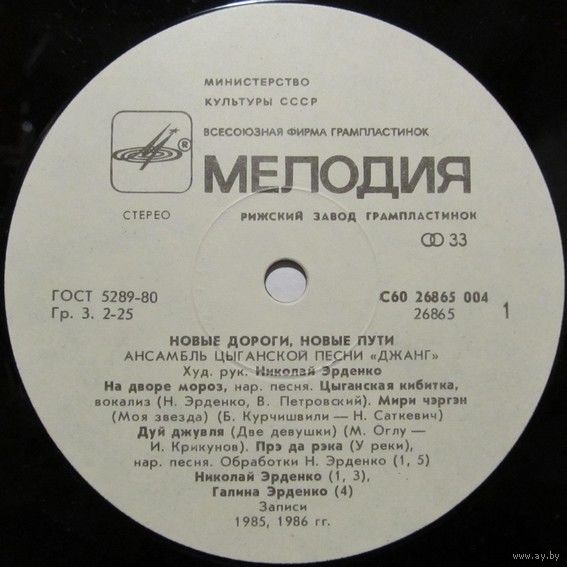 МИНИСТЕРСТВО
КУЛЬТУРЫ СССР
ВСЕСОЮЗНАЯ ФИРМА ГРАМПЛАСТИНОК
®
МЕЛОДИЯ
СТЕРЕО
РИЖСКИЙ ЗАВОД ГРАМПЛАСТИНОК
33
ГОСТ 5289-80
С60 26865 004
Гр. 3. 2-25
26865 1
НОВЫЕ ДОРОГИ, НОВЫЕ ПУТИ
АНСАМБЛЬ ЦЫГАНСКОЙ ПЕСНИ «ДЖАНГ»
Худ. рук. Николай Эрденко
На дворе мороз, нар. песня. Цыганская кибитка,
вокализ (Н. Эрденко, В. Петровский). Мири чэргэн
(Моя звезда) (Б. Курчишвили — Н. Саткевич)
Дуй джувля (Две девушки) (М. Оглу —
И. Крикунов). Прэ да рэка (У реки),
нар. песня. Обработки Н. Эрденко (1, 5)
Николай Эрденко (1, 3),
Галина Эрденко (4)
Записи
1985, 1986 гг.
www.ay.by